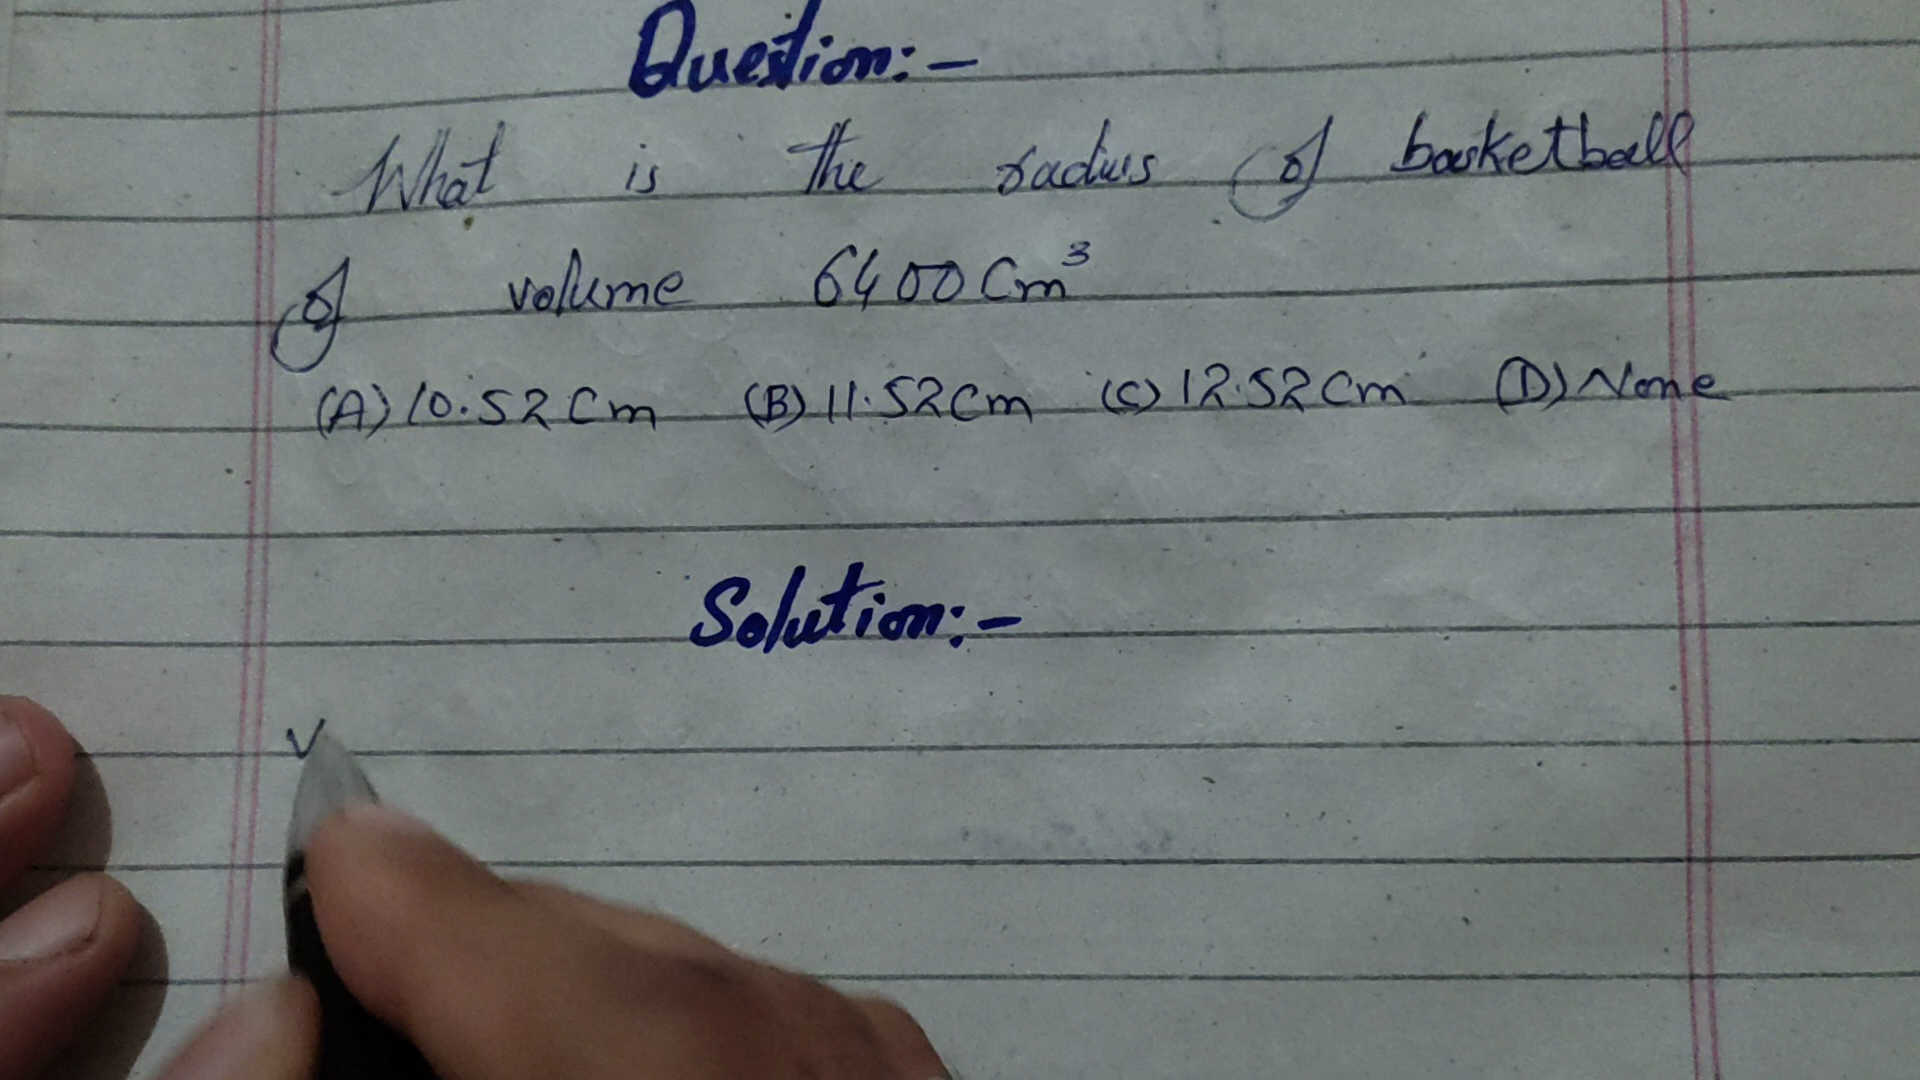 Question:-
What is the radius of basketball
of volume 6400 Cm³
(A) 10.52 Cm (B) 11.52 Cm (C) 12.52 Cm (D) None
Solution:-
V